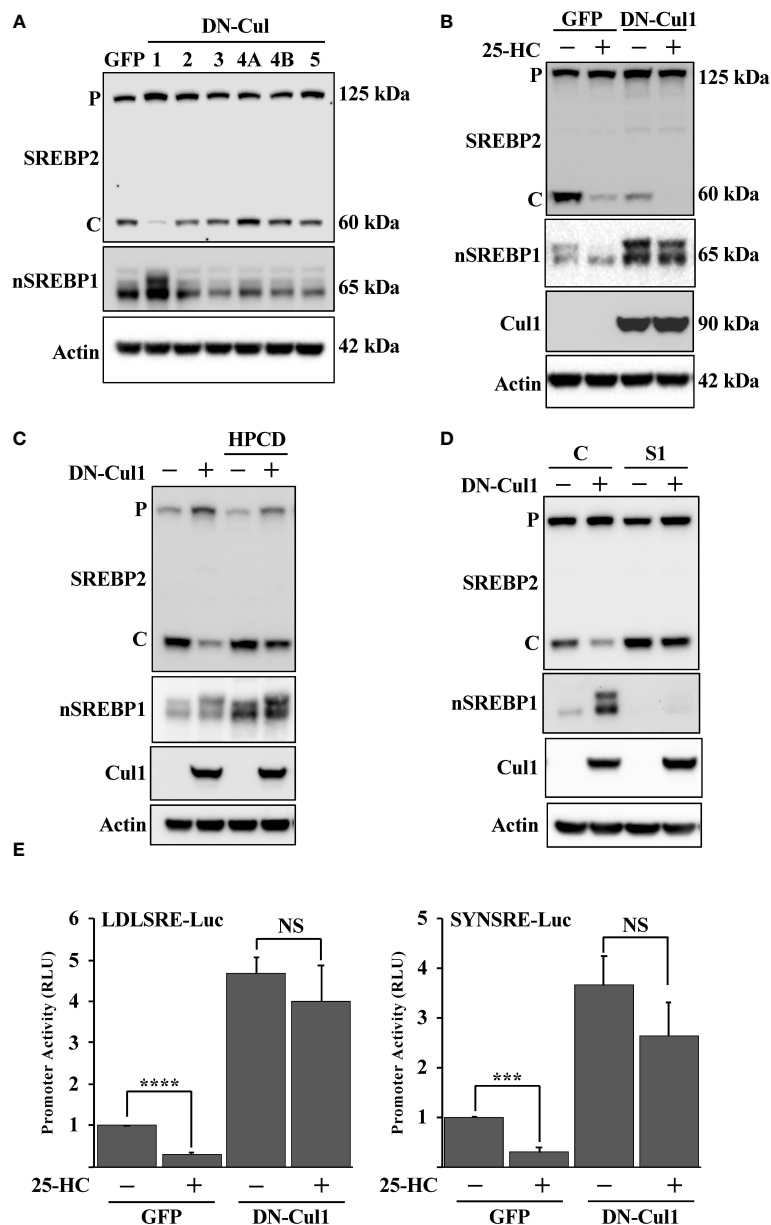 A
DN-Cul
GFP 1 2 3 4A 4B 5
P
125 kDa
SREBP2
C
60 kDa
nSREBP1
65 kDa
Actin
42 kDa
B
GFP DN-Cul1
25-HC − + − +
P
125 kDa
SREBP2
C
60 kDa
nSREBP1
65 kDa
Cul1
90 kDa
Actin
42 kDa
C
HPCD
DN-Cul1 − + − +
P
SREBP2
C
nSREBP1
Cul1
Actin
D
C S1
DN-Cul1 − + − +
P
SREBP2
C
nSREBP1
Cul1
Actin
E
LDLSRE-Luc
Promoter Activity (RLU)
6
5
4
3
2
1
****
NS
25-HC − + − +
GFP DN-Cul1
SYNSRE-Luc
Promoter Activity (RLU)
5
4
3
2
1
***
NS
25-HC − + − +
GFP DN-Cul1